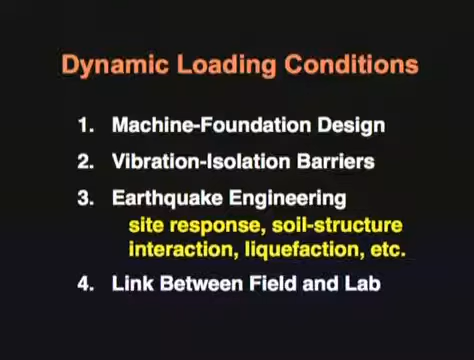 Dynamic Loading Conditions
1. Machine-Foundation Design
2. Vibration-Isolation Barriers
3. Earthquake Engineering
site response, soil-structure
interaction, liquefaction, etc.
4. Link Between Field and Lab